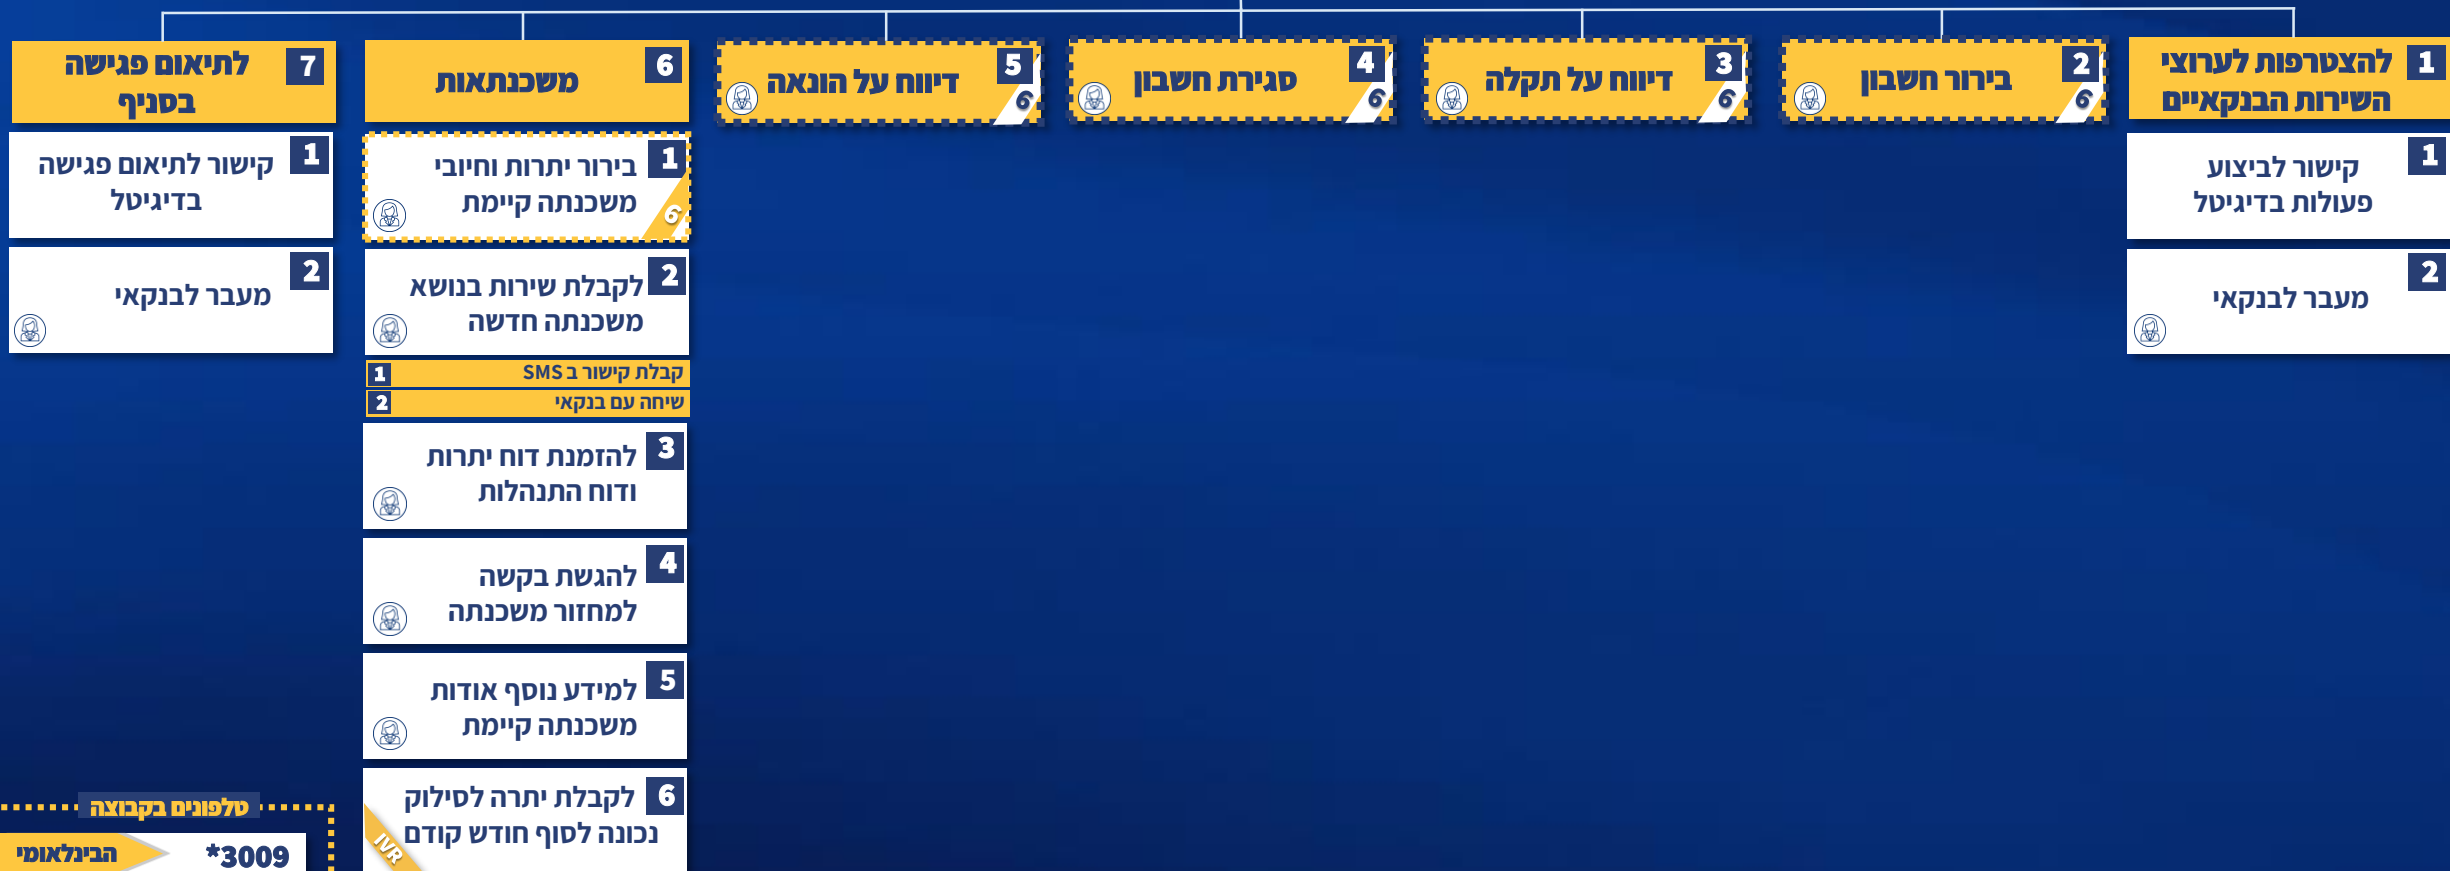 1
להצטרפות לערוצי
השירות הבנקאיים
1
קישור לביצוע
פעולות בדיגיטל
2
מעבר לבנקאי
2
בירור חשבון
6
3
דיווח על תקלה
6
4
סגירת חשבון
6
5
דיווח על הונאה
6
6
משכנתאות
1
בירור יתרות וחיובי
משכנתה קיימת
6
2
לקבלת שירות בנושא
משכנתה חדשה
קבלת קישור ב SMS 1
שיחה עם בנקאי 2
3
להזמנת דוח יתרות
ודוח התנהלות
4
להגשת בקשה
למחזור משכנתה
5
למידע נוסף אודות
משכנתה קיימת
6
לקבלת יתרה לסילוק
נכונה לסוף חודש קודם
IVR
7
לתיאום פגישה
בסניף
1
קישור לתיאום פגישה
בדיגיטל
2
מעבר לבנקאי
טלפונים בקבוצה
*3009 הבינלאומי